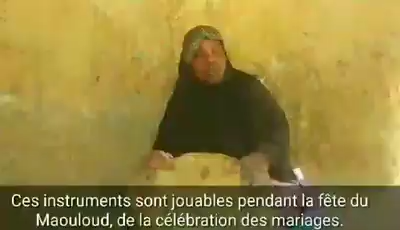 Ces instruments sont jouables pendant la fête du
Maouloud, de la célébration des mariages.